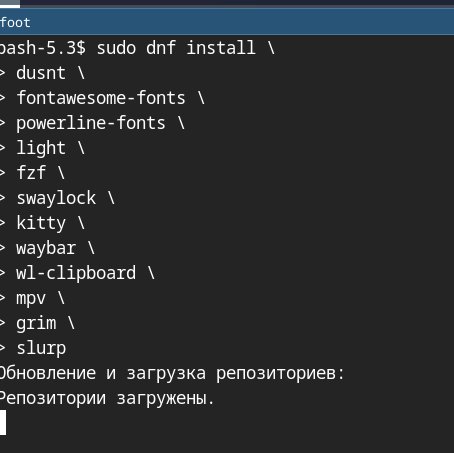 foot
bash-5.3$ sudo dnf install \
> dusnt \
> fontawesome-fonts \
> powerline-fonts \
> light \
> fzf \
> swaylock \
> kitty \
> waybar \
> wl-clipboard \
> mpv \
> grim \
> slurp
Обновление и загрузка репозиториев:
Репозитории загружены.